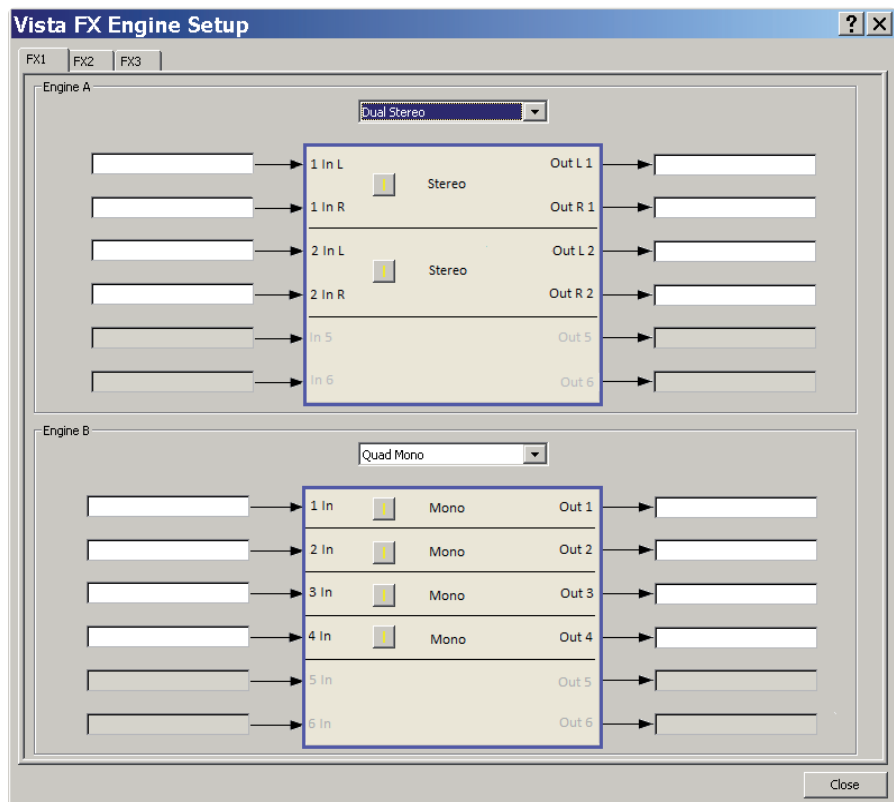 Vista FX Engine Setup
FX1 FX2 FX3
Engine A
Dual Stereo
1 In L Out L 1
Stereo
1 In R Out R 1
2 In L Out L 2
Stereo
2 In R Out R 2
In 5 Out 5
In 6 Out 6
Engine B
Quad Mono
1 In Mono Out 1
2 In Mono Out 2
3 In Mono Out 3
4 In Mono Out 4
5 In Out 5
6 In Out 6
Close